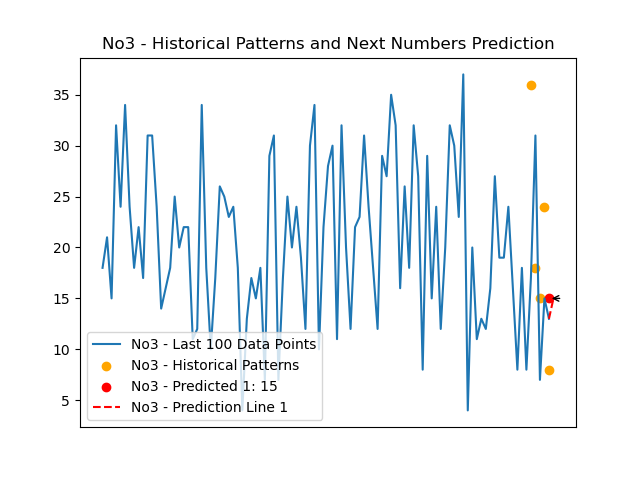 No3 - Historical Patterns and Next Numbers Prediction
35
30
25
20
15
10
5
No3 - Last 100 Data Points
No3 - Historical Patterns
No3 - Predicted 1: 15
No3 - Prediction Line 1